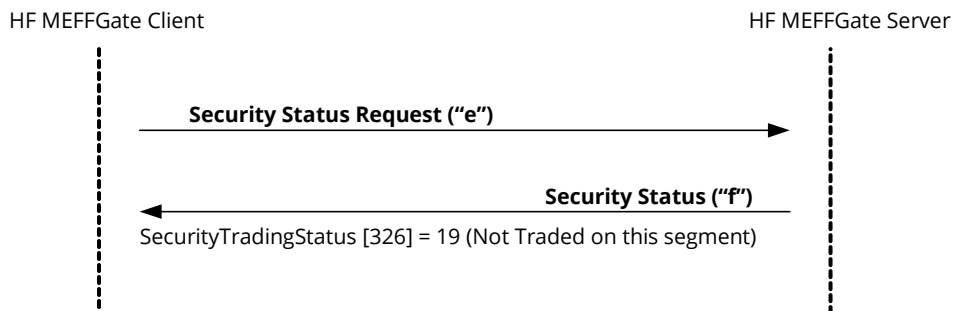 HF MEFFGate Client
HF MEFFGate Server
Security Status Request (“e”)
Security Status (“f”)
SecurityTradingStatus [326] = 19 (Not Traded on this segment)